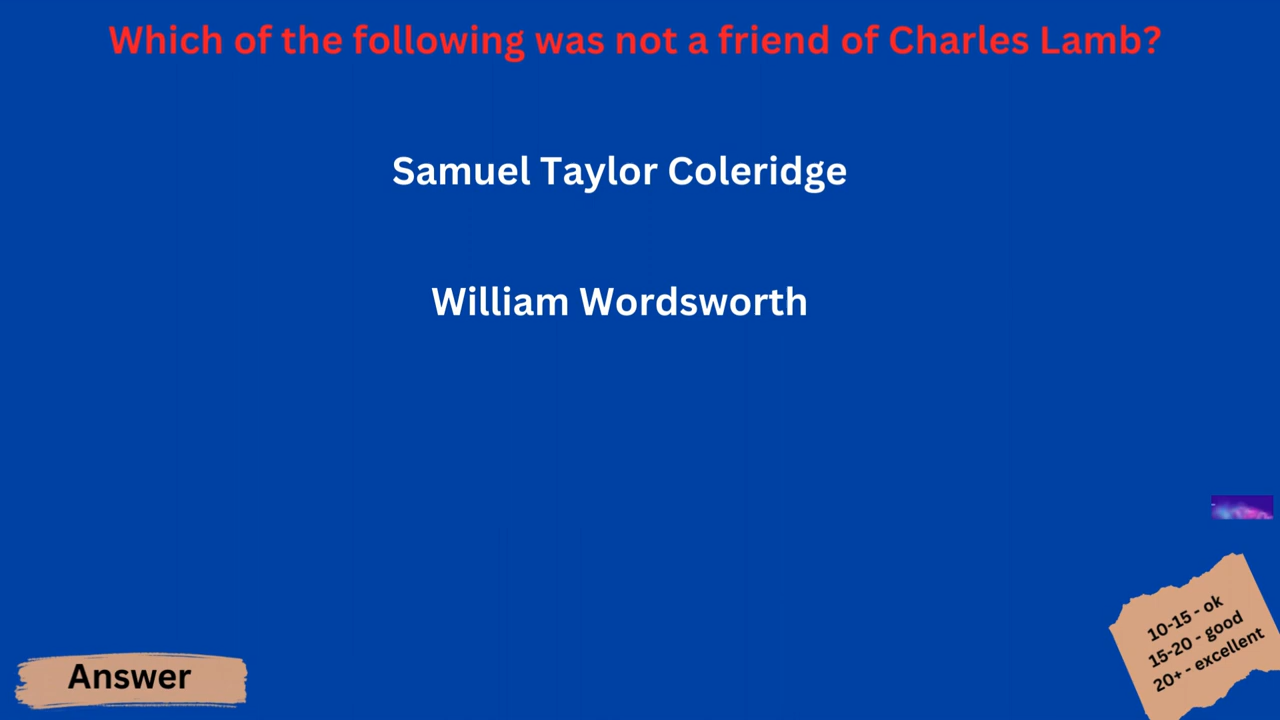 Which of the following was not a friend of Charles Lamb?
Samuel Taylor Coleridge
William Wordsworth
10-15 - ok
15-20 - good
20+ - excellent
Answer